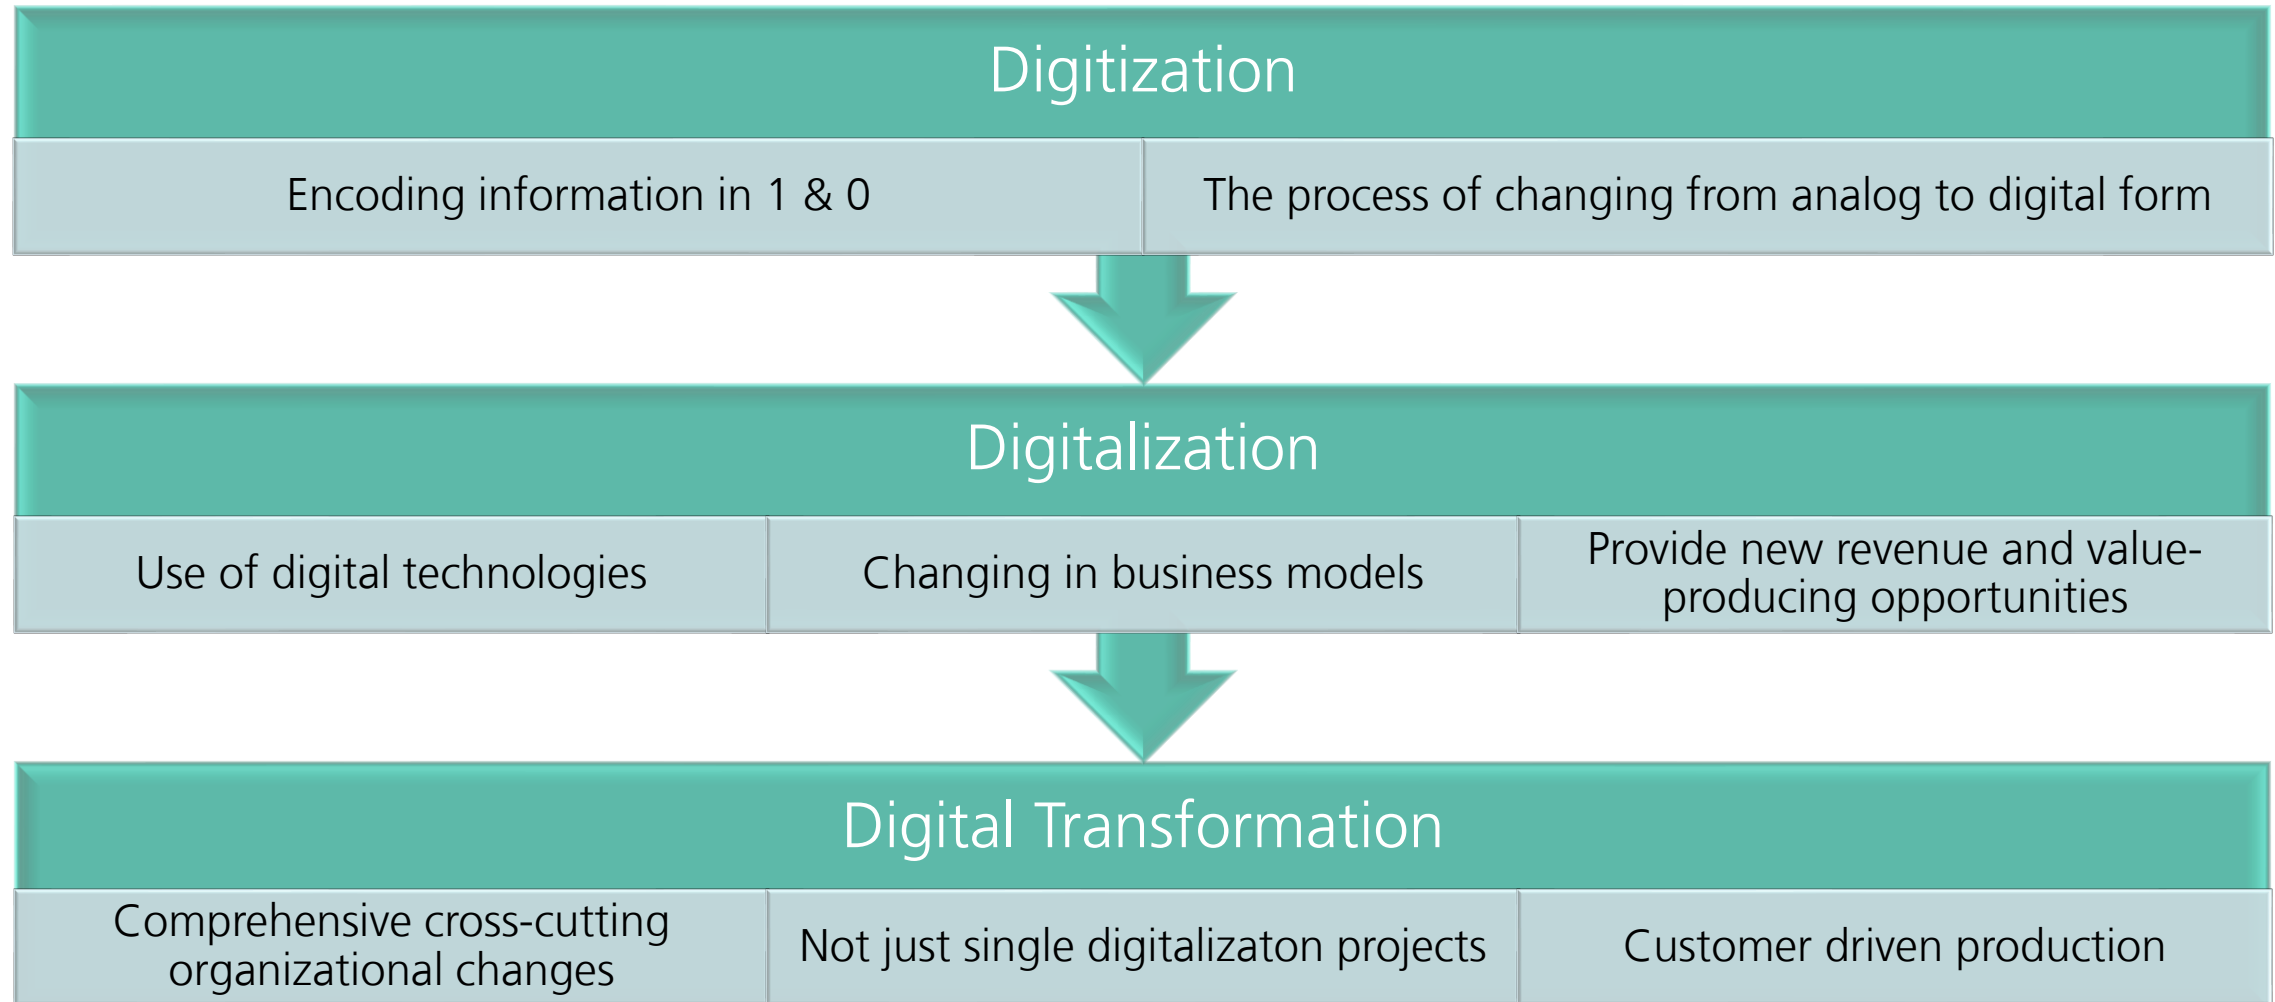 Digitization
Encoding information in 1 & 0
The process of changing from analog to digital form
Digitalization
Use of digital technologies
Changing in business models
Provide new revenue and value-
producing opportunities
Digital Transformation
Comprehensive cross-cutting
organizational changes
Not just single digitalizaton projects
Customer driven production